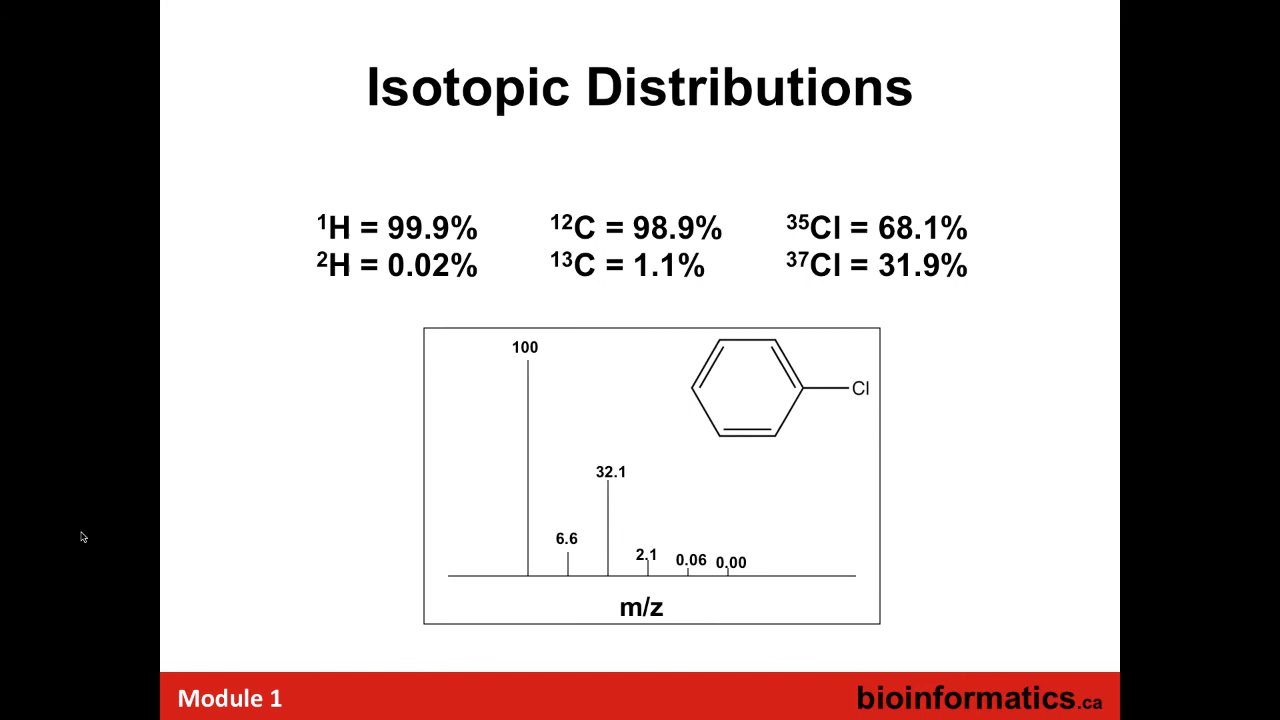 Isotopic Distributions
¹H = 99.9% ¹²C = 98.9% ³⁵Cl = 68.1%
²H = 0.02% ¹³C = 1.1% ³⁷Cl = 31.9%
100
Cl
32.1
6.6
2.1 0.06 0.00
m/z
Module 1 bioinformatics.ca